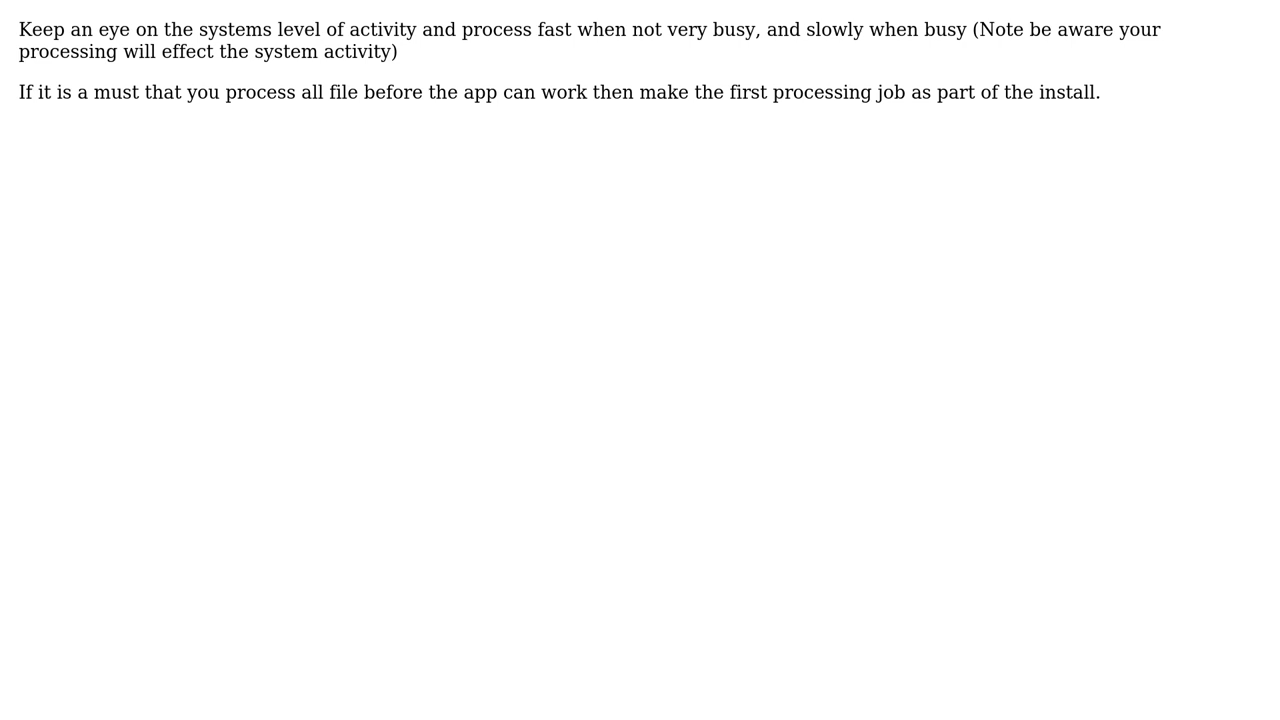 Keep an eye on the systems level of activity and process fast when not very busy, and slowly when busy (Note be aware your
processing will effect the system activity)
If it is a must that you process all file before the app can work then make the first processing job as part of the install.